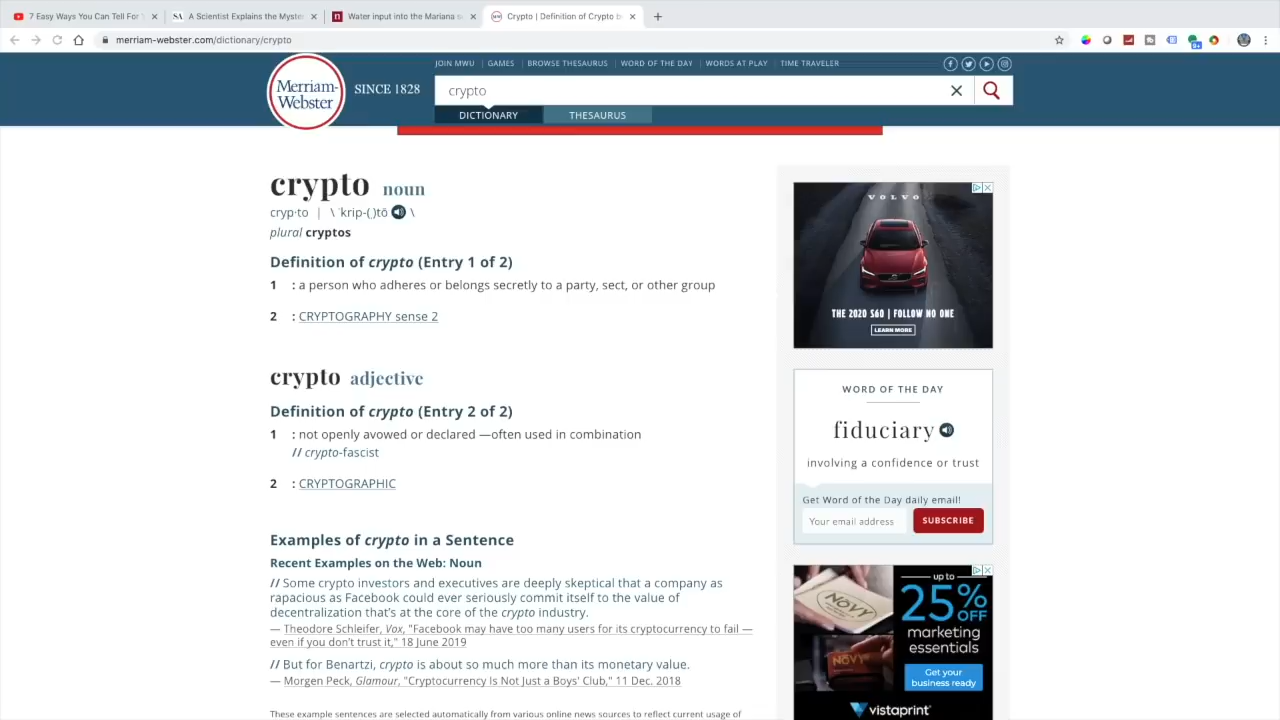 7 Easy Ways You Can Tell For
A Scientist Explains the Myster
Water input into the Mariana
Crypto | Definition of Crypto b
merriam-webster.com/dictionary/crypto
JOIN MWU | GAMES | BROWSE THESAURUS | WORD OF THE DAY | WORDS AT PLAY | TIME TRAVELER
Merriam-
Webster
SINCE 1828
crypto
DICTIONARY
THESAURUS
crypto noun
cryp·to | \ ˈkrip-(ˌ)tō \
plural cryptos
Definition of crypto (Entry 1 of 2)
1 : a person who adheres or belongs secretly to a party, sect, or other group
2 : CRYPTOGRAPHY sense 2
crypto adjective
Definition of crypto (Entry 2 of 2)
1 : not openly avowed or declared —often used in combination
// crypto-fascist
2 : CRYPTOGRAPHIC
Examples of crypto in a Sentence
Recent Examples on the Web: Noun
// Some crypto investors and executives are deeply skeptical that a company as
rapacious as Facebook could ever seriously commit itself to the value of
decentralization that's at the core of the crypto industry.
— Theodore Schleifer, Vox, "Facebook may have too many users for its cryptocurrency to fail —
even if you don't trust it," 18 June 2019
// But for Benartzi, crypto is about so much more than its monetary value.
— Morgen Peck, Glamour, "Cryptocurrency Is Not Just a Boys' Club," 11 Dec. 2018
These example sentences are selected automatically from various online news sources to reflect current usage of
VOLVO
THE 2020 S60 | FOLLOW NO ONE
LEARN MORE
WORD OF THE DAY
fiduciary
involving a confidence or trust
Get Word of the Day daily email!
Your email address
SUBSCRIBE
NOVY
NOVY
up to
25% OFF
marketing
essentials
Get your
business ready
vistaprint